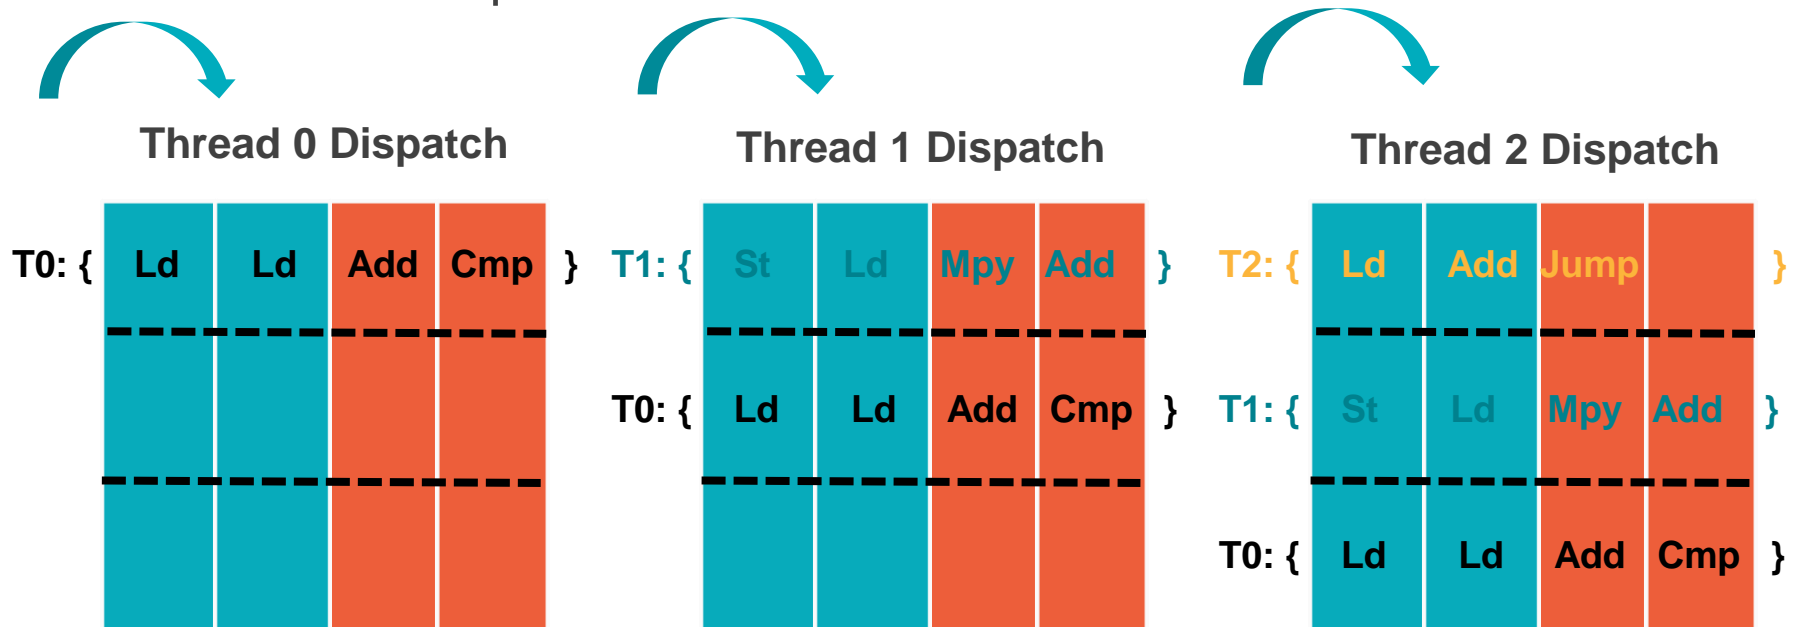 Thread 0 Dispatch
T0: { Ld Ld Add Cmp }
Thread 1 Dispatch
T1: { St Ld Mpy Add }
T0: { Ld Ld Add Cmp }
Thread 2 Dispatch
T2: { Ld Add Jump }
T1: { St Ld Mpy Add }
T0: { Ld Ld Add Cmp }